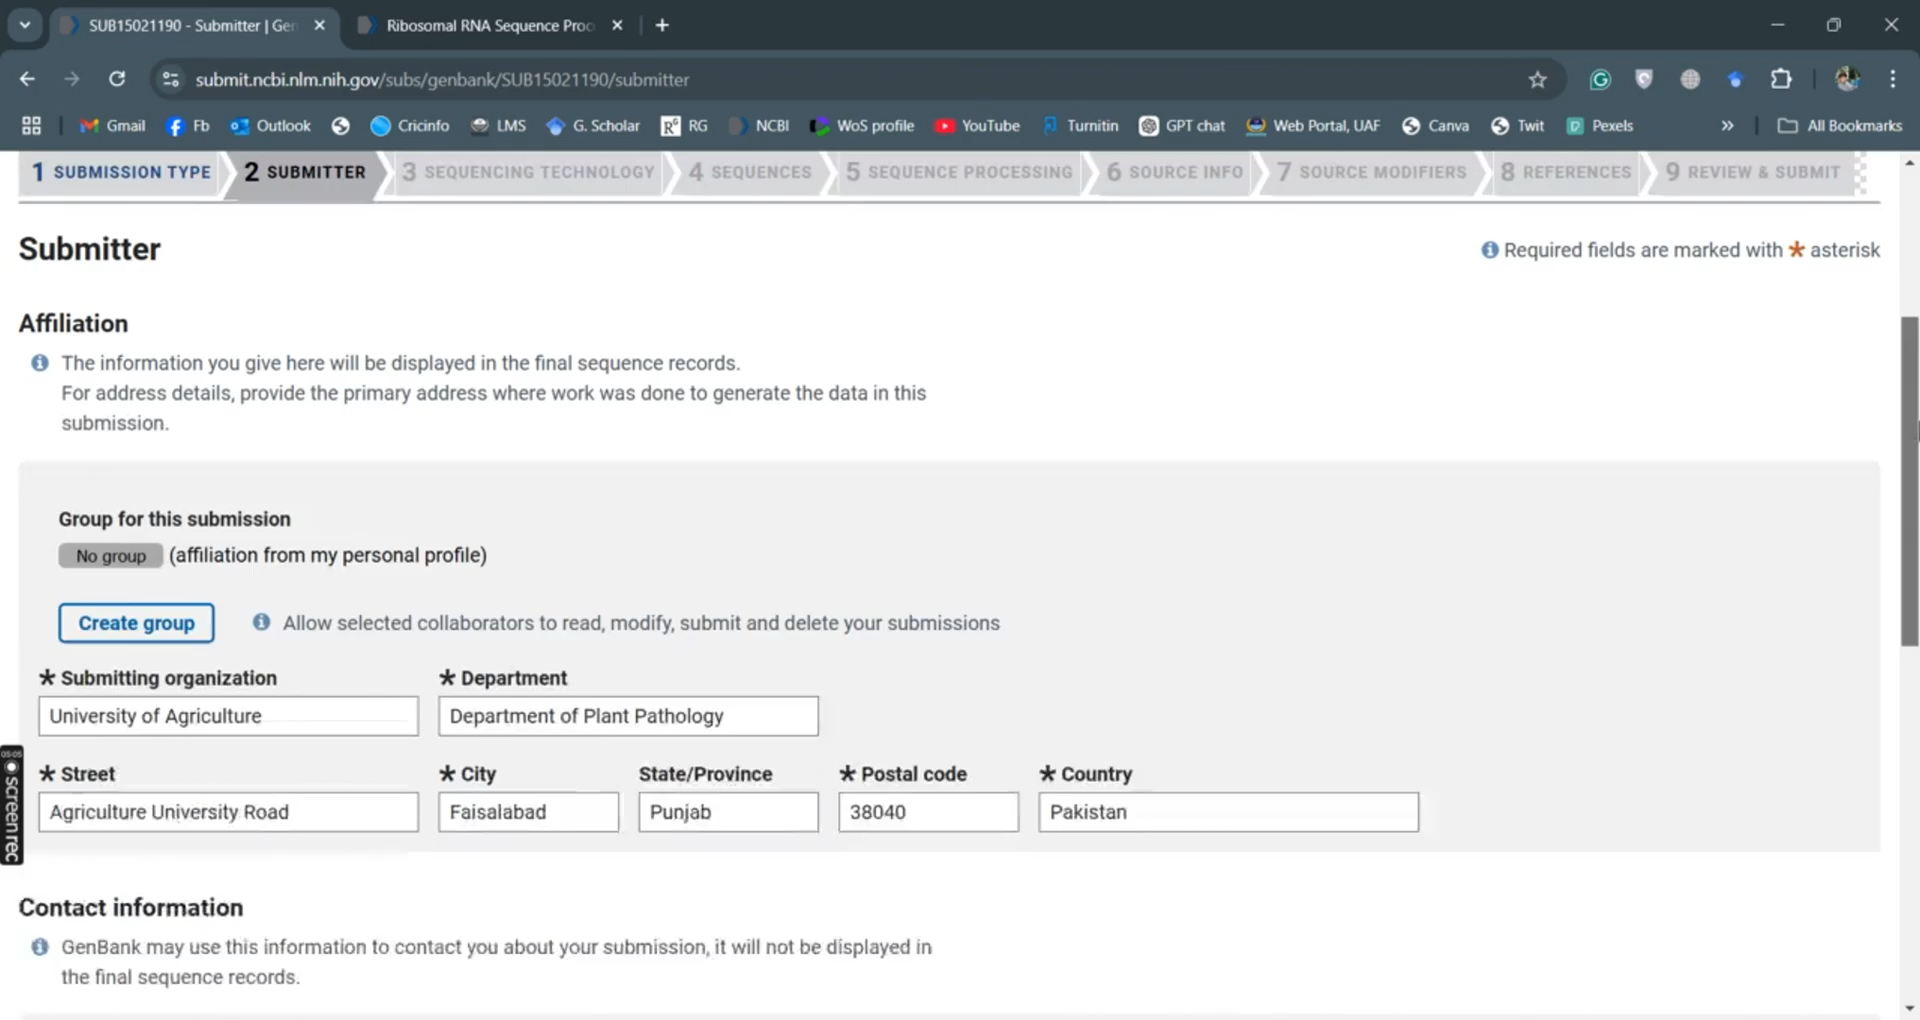 SUB15021190 - Submitter | Gen
Ribosomal RNA Sequence Proc
submit.ncbi.nlm.nih.gov/subs/genbank/SUB15021190/submitter
Gmail Fb Outlook Cricinfo LMS G. Scholar RG NCBI WoS profile YouTube Turnitin GPT chat Web Portal, UAF Canva Twit Pexels » All Bookmarks
1 SUBMISSION TYPE 2 SUBMITTER 3 SEQUENCING TECHNOLOGY 4 SEQUENCES 5 SEQUENCE PROCESSING 6 SOURCE INFO 7 SOURCE MODIFIERS 8 REFERENCES 9 REVIEW & SUBMIT
Submitter
Required fields are marked with * asterisk
Affiliation
The information you give here will be displayed in the final sequence records.
For address details, provide the primary address where work was done to generate the data in this
submission.
Group for this submission
No group (affiliation from my personal profile)
Create group Allow selected collaborators to read, modify, submit and delete your submissions
* Submitting organization * Department
University of Agriculture Department of Plant Pathology
* Street * City State/Province * Postal code * Country
Agriculture University Road Faisalabad Punjab 38040 Pakistan
05:05
screenrec
Contact information
GenBank may use this information to contact you about your submission, it will not be displayed in
the final sequence records.